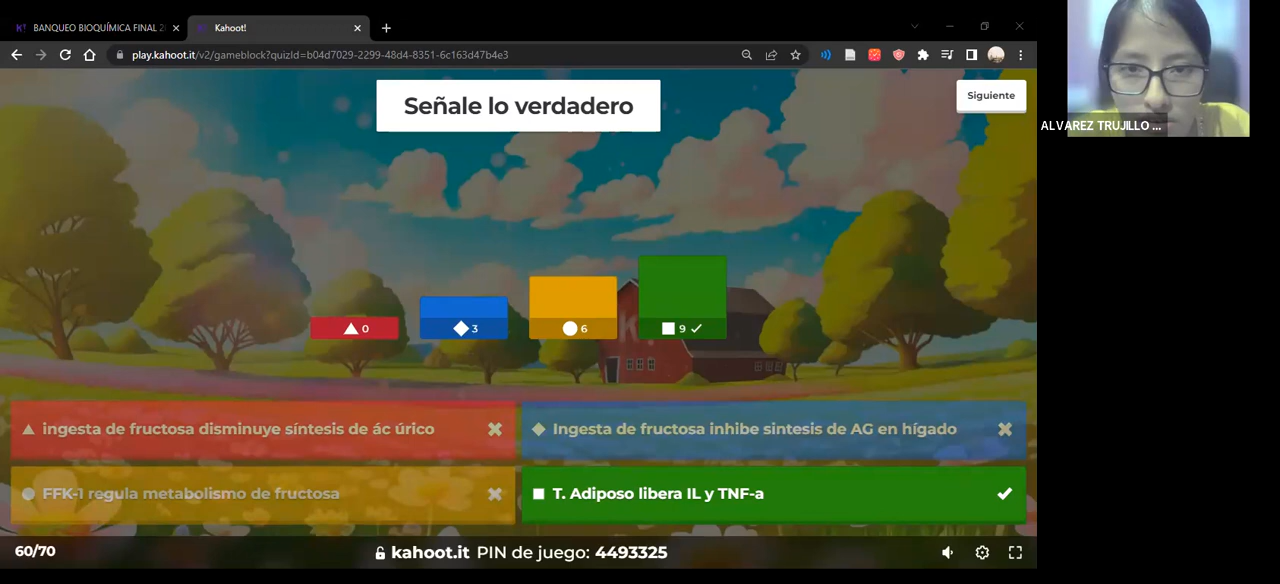 BANQUEO BIOQUÍMICA FINAL 2
Kahoot!
play.kahoot.it/v2/gameblock?quizId=b04d7029-2299-48d4-8351-6c163d47b4e3
Señale lo verdadero
Siguiente
ALVAREZ TRUJILLO ...
0
3
6
9
ingesta de fructosa disminuye síntesis de ác úrico
Ingesta de fructosa inhibe sintesis de AG en hígado
FFK-1 regula metabolismo de fructosa
T. Adiposo libera IL y TNF-a
60/70
kahoot.it PIN de juego: 4493325